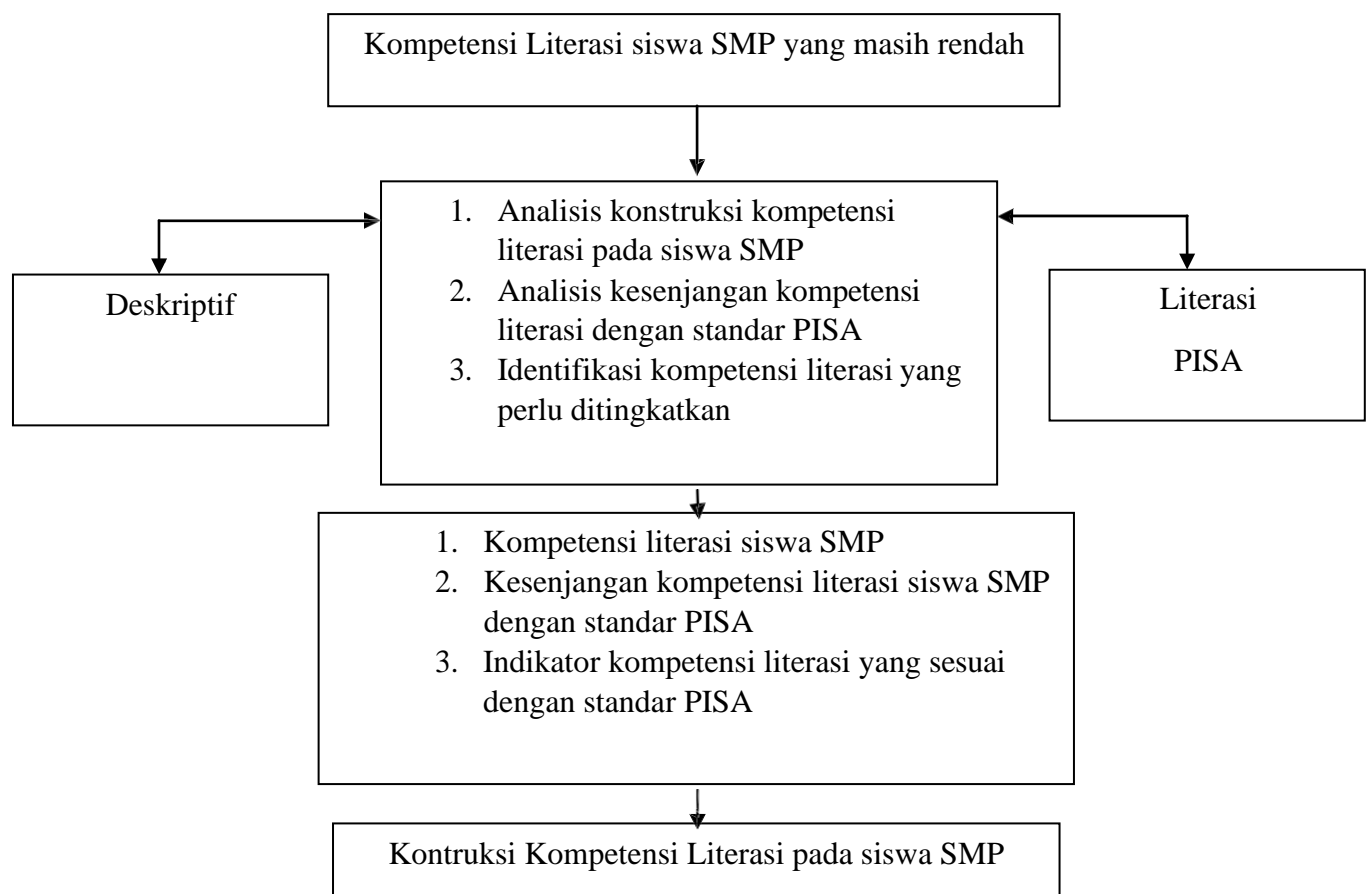 Kompetensi Literasi siswa SMP yang masih rendah
1. Analisis konstruksi kompetensi
literasi pada siswa SMP
2. Analisis kesenjangan kompetensi
literasi dengan standar PISA
3. Identifikasi kompetensi literasi yang
perlu ditingkatkan
Deskriptif
Literasi
PISA
1. Kompetensi literasi siswa SMP
2. Kesenjangan kompetensi literasi siswa SMP
dengan standar PISA
3. Indikator kompetensi literasi yang sesuai
dengan standar PISA
Kontruksi Kompetensi Literasi pada siswa SMP